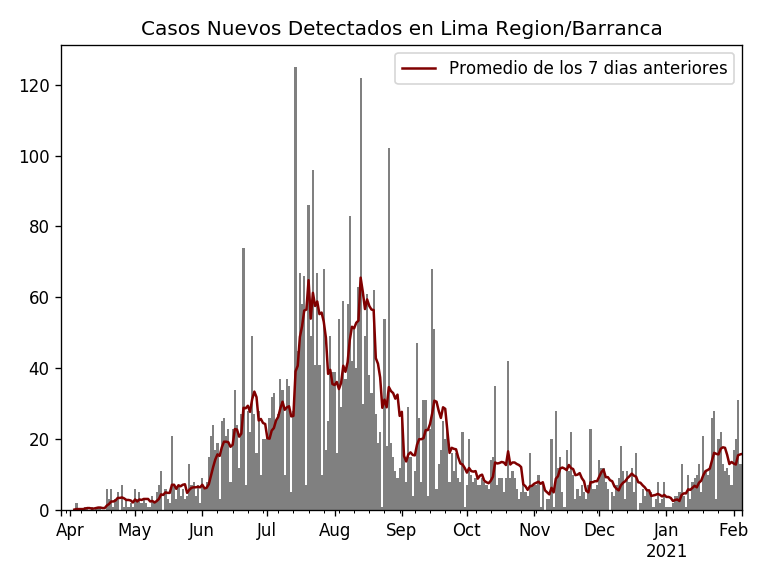 Casos Nuevos Detectados en Lima Region/Barranca
Promedio de los 7 dias anteriores
120
100
80
60
40
20
0
Apr May Jun Jul Aug Sep Oct Nov Dec Jan Feb
2021